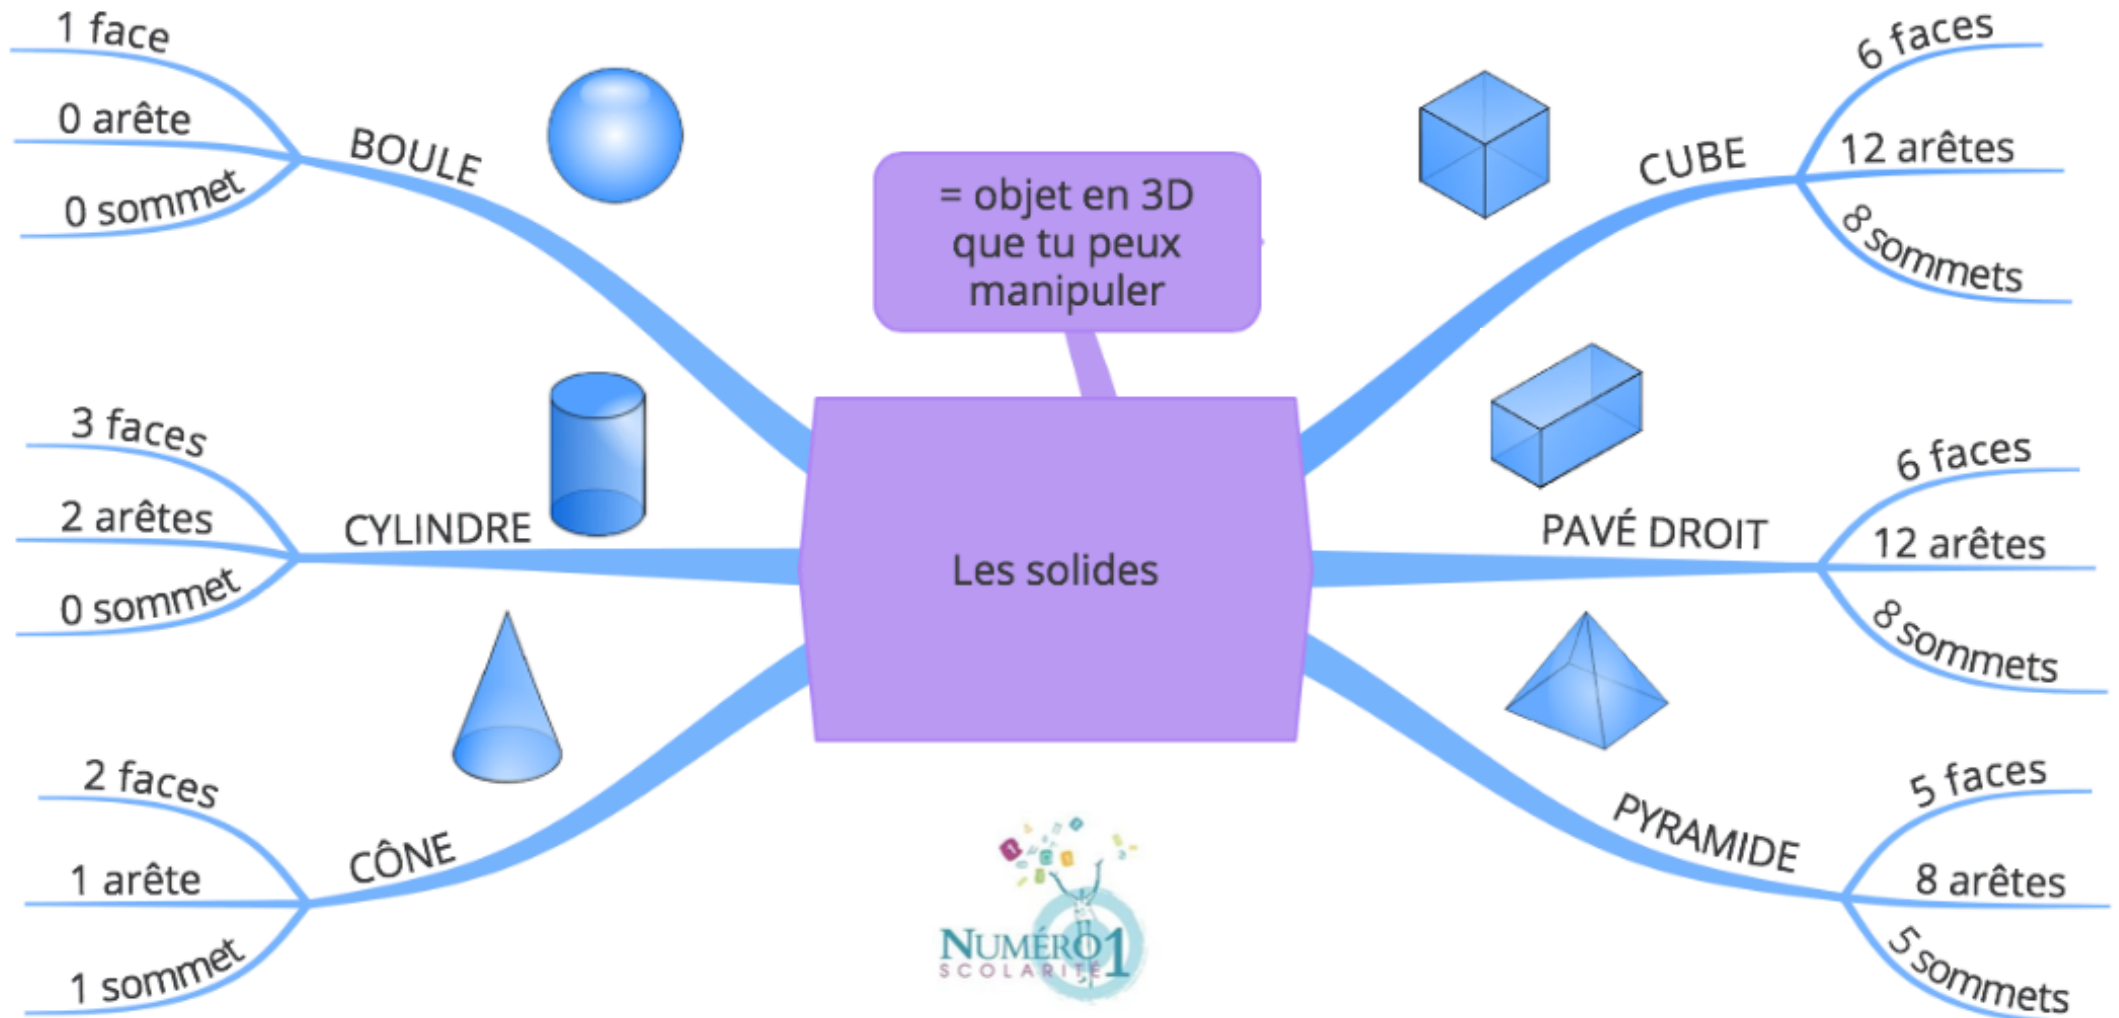 Les solides
= objet en 3D
que tu peux
manipuler
BOULE
1 face
0 arête
0 sommet
CYLINDRE
3 faces
2 arêtes
0 sommet
CÔNE
2 faces
1 arête
1 sommet
CUBE
6 faces
12 arêtes
8 sommets
PAVÉ DROIT
6 faces
12 arêtes
8 sommets
PYRAMIDE
5 faces
8 arêtes
5 sommets
NUMÉRO1
SCOLARITÉ